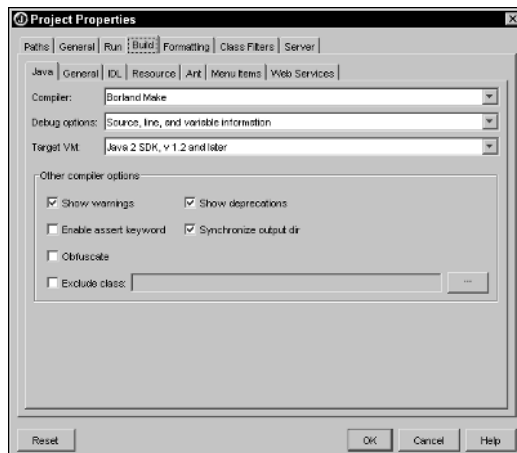 Project Properties
Paths General Run Build Formatting Class Filters Server
Java General IDL Resource Ant Menu Items Web Services
Compiler: Borland Make
Debug options: Source, line, and variable information
Target VM: Java 2 SDK, v 1.2 and later
Other compiler options
Show warnings Show deprecations
Enable assert keyword Synchronize output dir
Obfuscate
Exclude class: ...
Reset OK Cancel Help